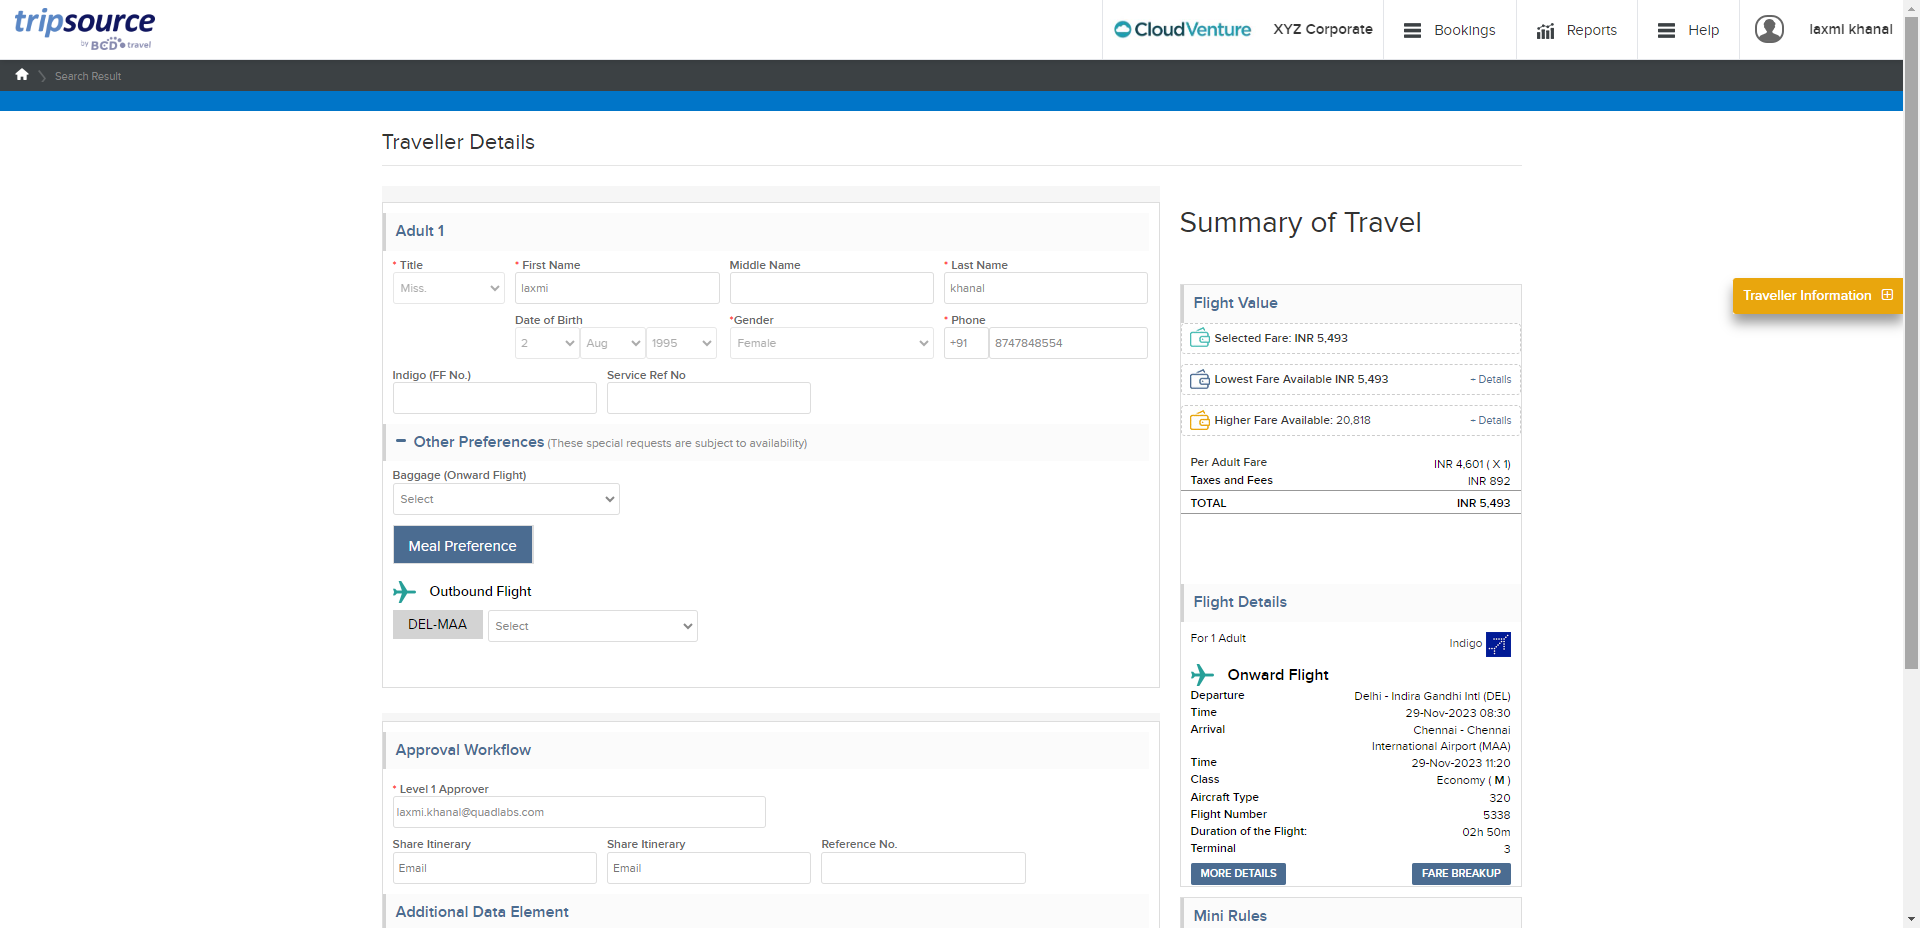 tripsource
by BCD travel
CloudVenture
XYZ Corporate
Bookings
Reports
Help
laxmi khanal
Search Result
Traveller Details
Adult 1
* Title
* First Name
Middle Name
* Last Name
Miss.
laxmi
khanal
Date of Birth
*Gender
* Phone
2
Aug
1995
Female
+91
8747848554
Indigo (FF No.)
Service Ref No
Other Preferences (These special requests are subject to availability)
Baggage (Onward Flight)
Select
Meal Preference
Outbound Flight
DEL-MAA
Select
Approval Workflow
* Level 1 Approver
laxmi.khanal@quadlabs.com
Share Itinerary
Share Itinerary
Reference No.
Email
Email
Additional Data Element
Summary of Travel
Flight Value
Selected Fare: INR 5,493
Lowest Fare Available INR 5,493
+ Details
Higher Fare Available: 20,818
+ Details
Per Adult Fare
INR 4,601 ( X 1)
Taxes and Fees
INR 892
TOTAL
INR 5,493
Flight Details
For 1 Adult
Indigo
Onward Flight
Departure
Delhi - Indira Gandhi Intl (DEL)
Time
29-Nov-2023 08:30
Arrival
Chennai - Chennai
International Airport (MAA)
Time
29-Nov-2023 11:20
Class
Economy ( M )
Aircraft Type
320
Flight Number
5338
Duration of the Flight:
02h 50m
Terminal
3
MORE DETAILS
FARE BREAKUP
Mini Rules
Traveller Information